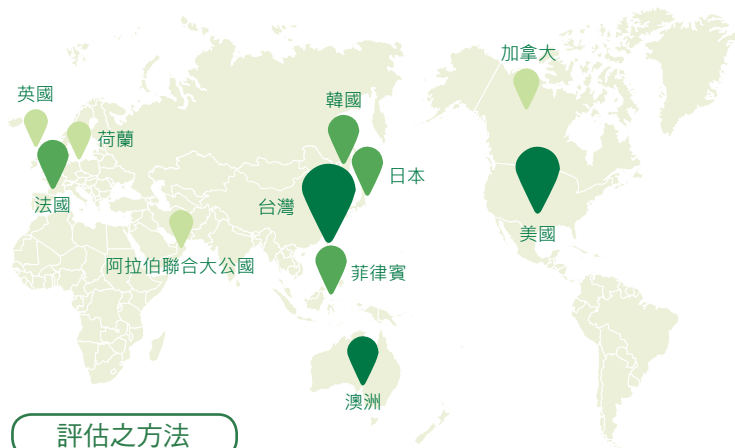 加拿大
英國
韓國
荷蘭
日本
法國
台灣
美國
阿拉伯聯合大公國
菲律賓
澳洲
評估之方法